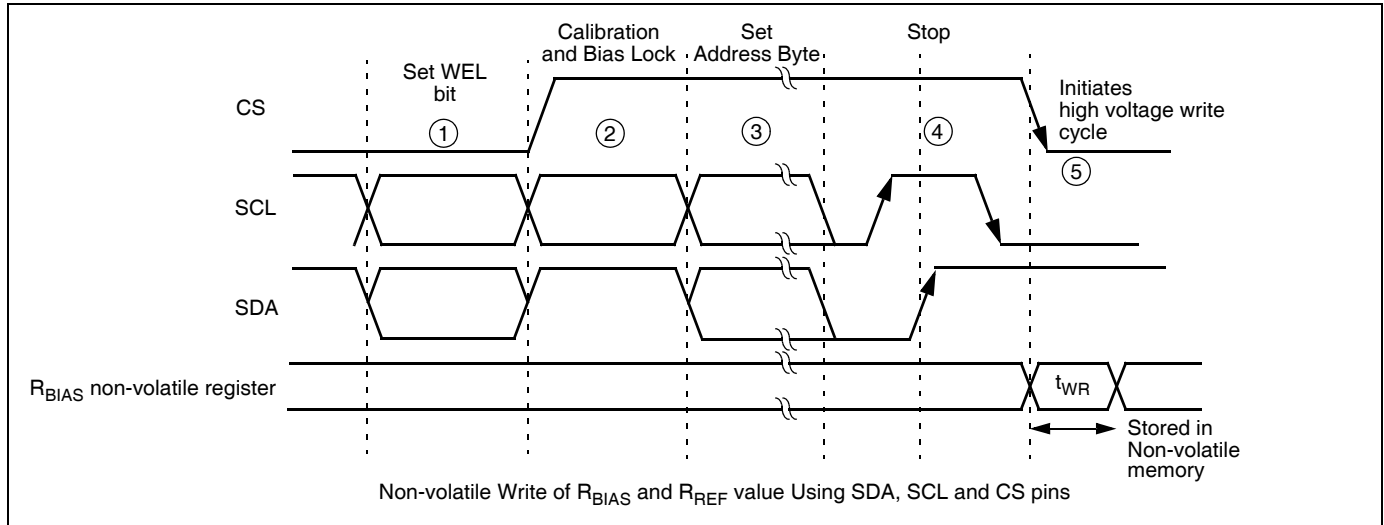 Calibration
and Bias Lock
Set
Address Byte
Stop
Set WEL
bit
CS
1
2
3
4
Initiates
high voltage write
cycle
5
SCL
SDA
RBIAS non-volatile register
tWR
Stored in
Non-volatile
memory
Non-volatile Write of RBIAS and RREF value Using SDA, SCL and CS pins